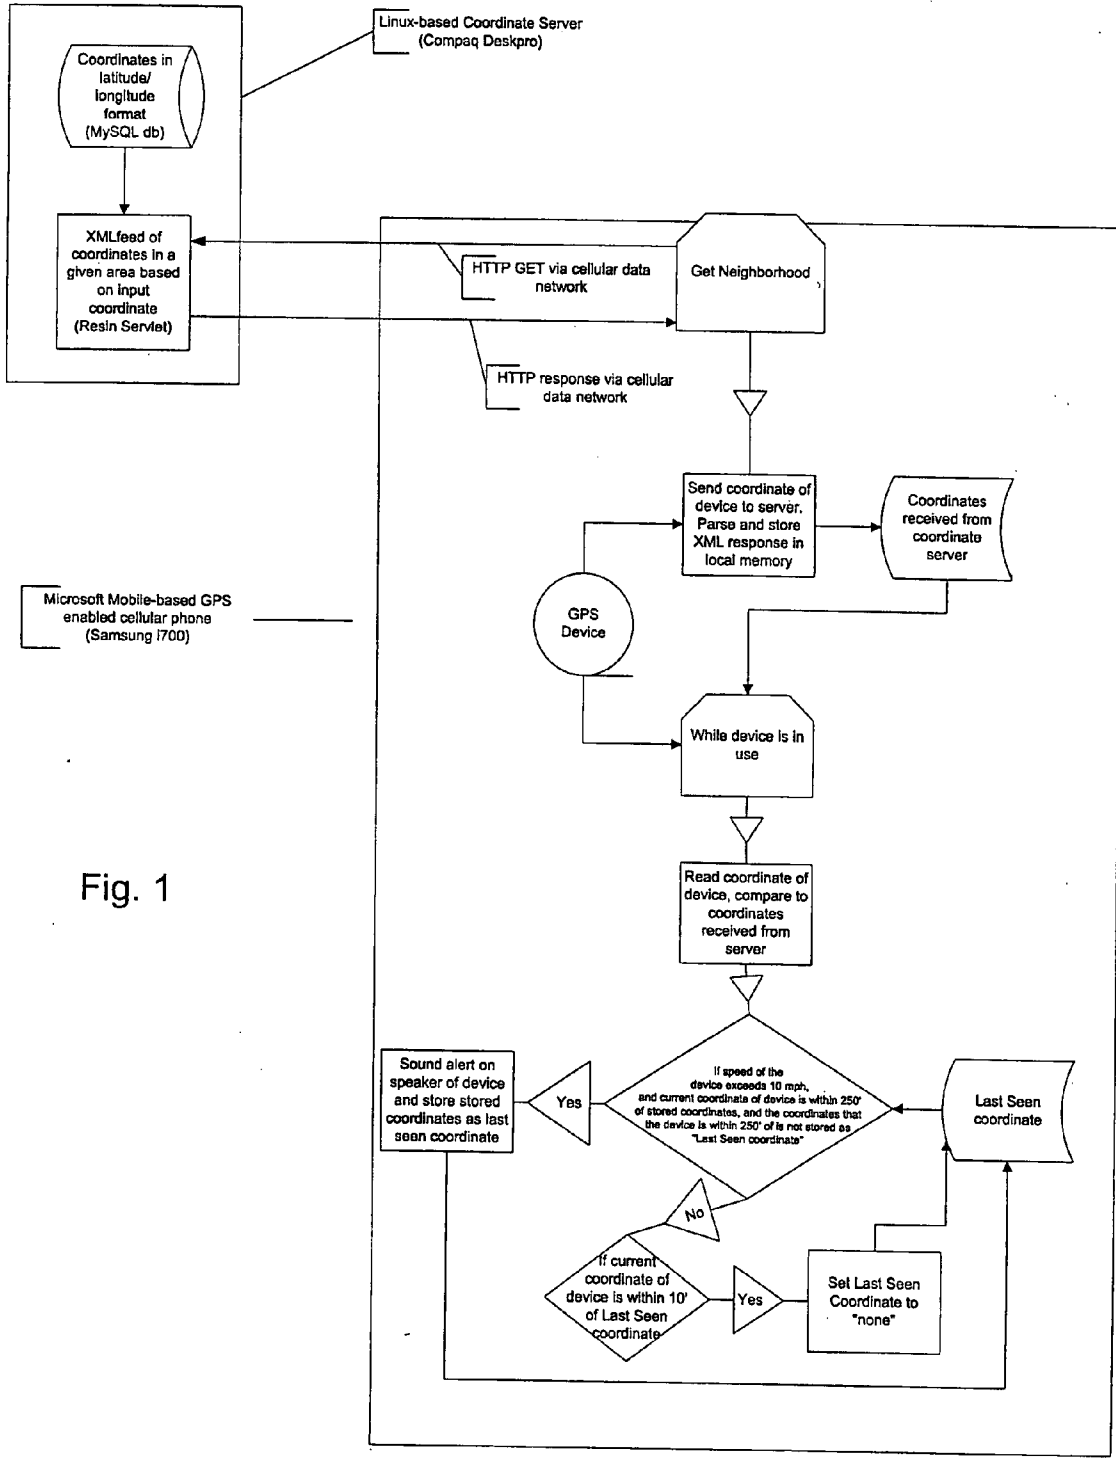 Linux-based Coordinate Server
(Compaq Deskpro)
Coordinates in
latitude/
longitude
format
(MySQL db)
XMLfeed of
coordinates in a
given area based
on input
coordinate
(Resin Servlet)
Get Neighborhood
HTTP GET via cellular data
network
HTTP response via cellular
data network
Send coordinate of
device to server.
Parse and store
XML response in
local memory
Coordinates
received from
coordinate
server
Microsoft Mobile-based GPS
enabled cellular phone
(Samsung i700)
GPS
Device
While device is in
use
Fig. 1
Read coordinate of
device, compare to
coordinates
received from
server
Sound alert on
speaker of device
and store stored
coordinates as last
seen coordinate
Yes
If speed of the
device exceeds 10 mph,
and current coordinate of device is within 250'
of stored coordinates, and the coordinates that
the device is within 250' of is not stored as
"Last Seen coordinate"
Last Seen
coordinate
No
If current
coordinate of
device is within 10'
of Last Seen
coordinate
Yes
Set Last Seen
Coordinate to
"none"